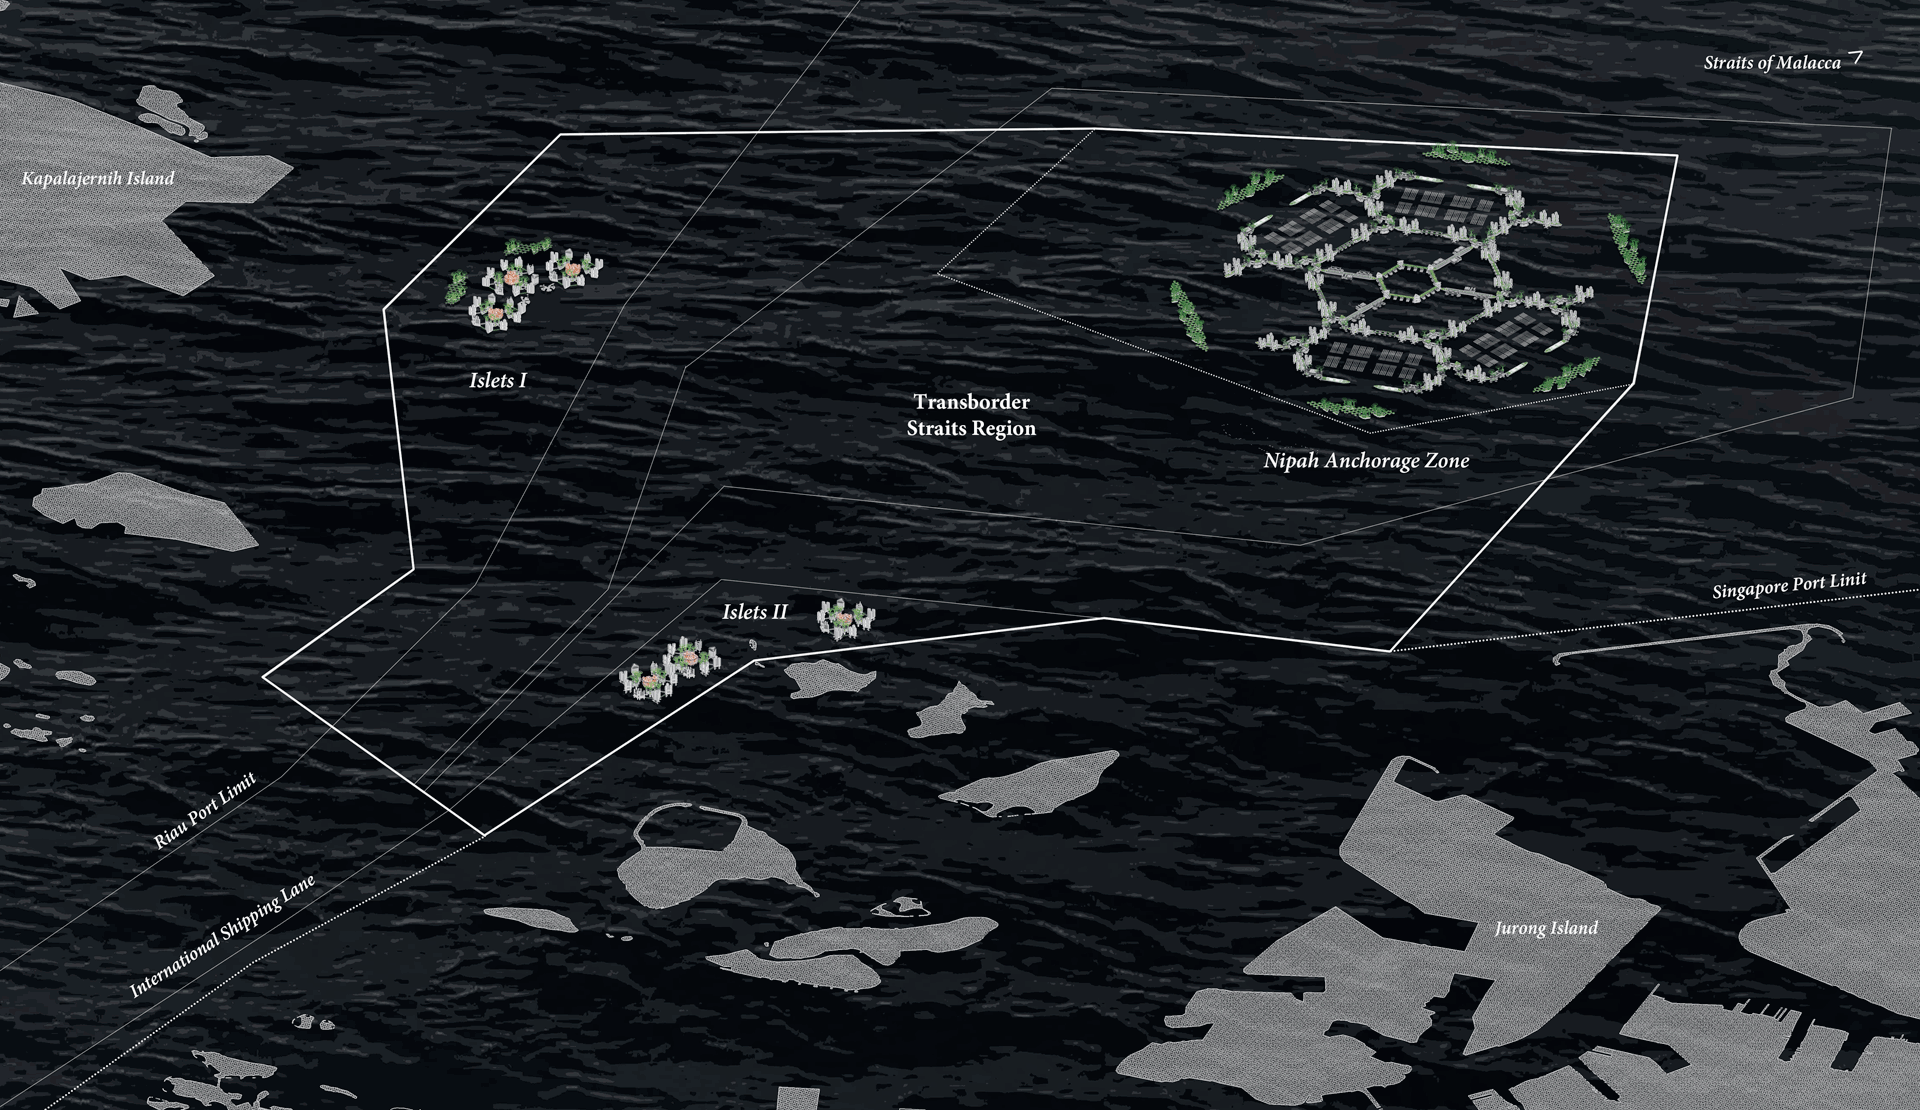 Straits of Malacca
Kapalajernih Island
Islets I
Transborder
Straits Region
Nipah Anchorage Zone
Singapore Port Linit
Islets II
Riau Port Limit
International Shipping Lane
Jurong Island